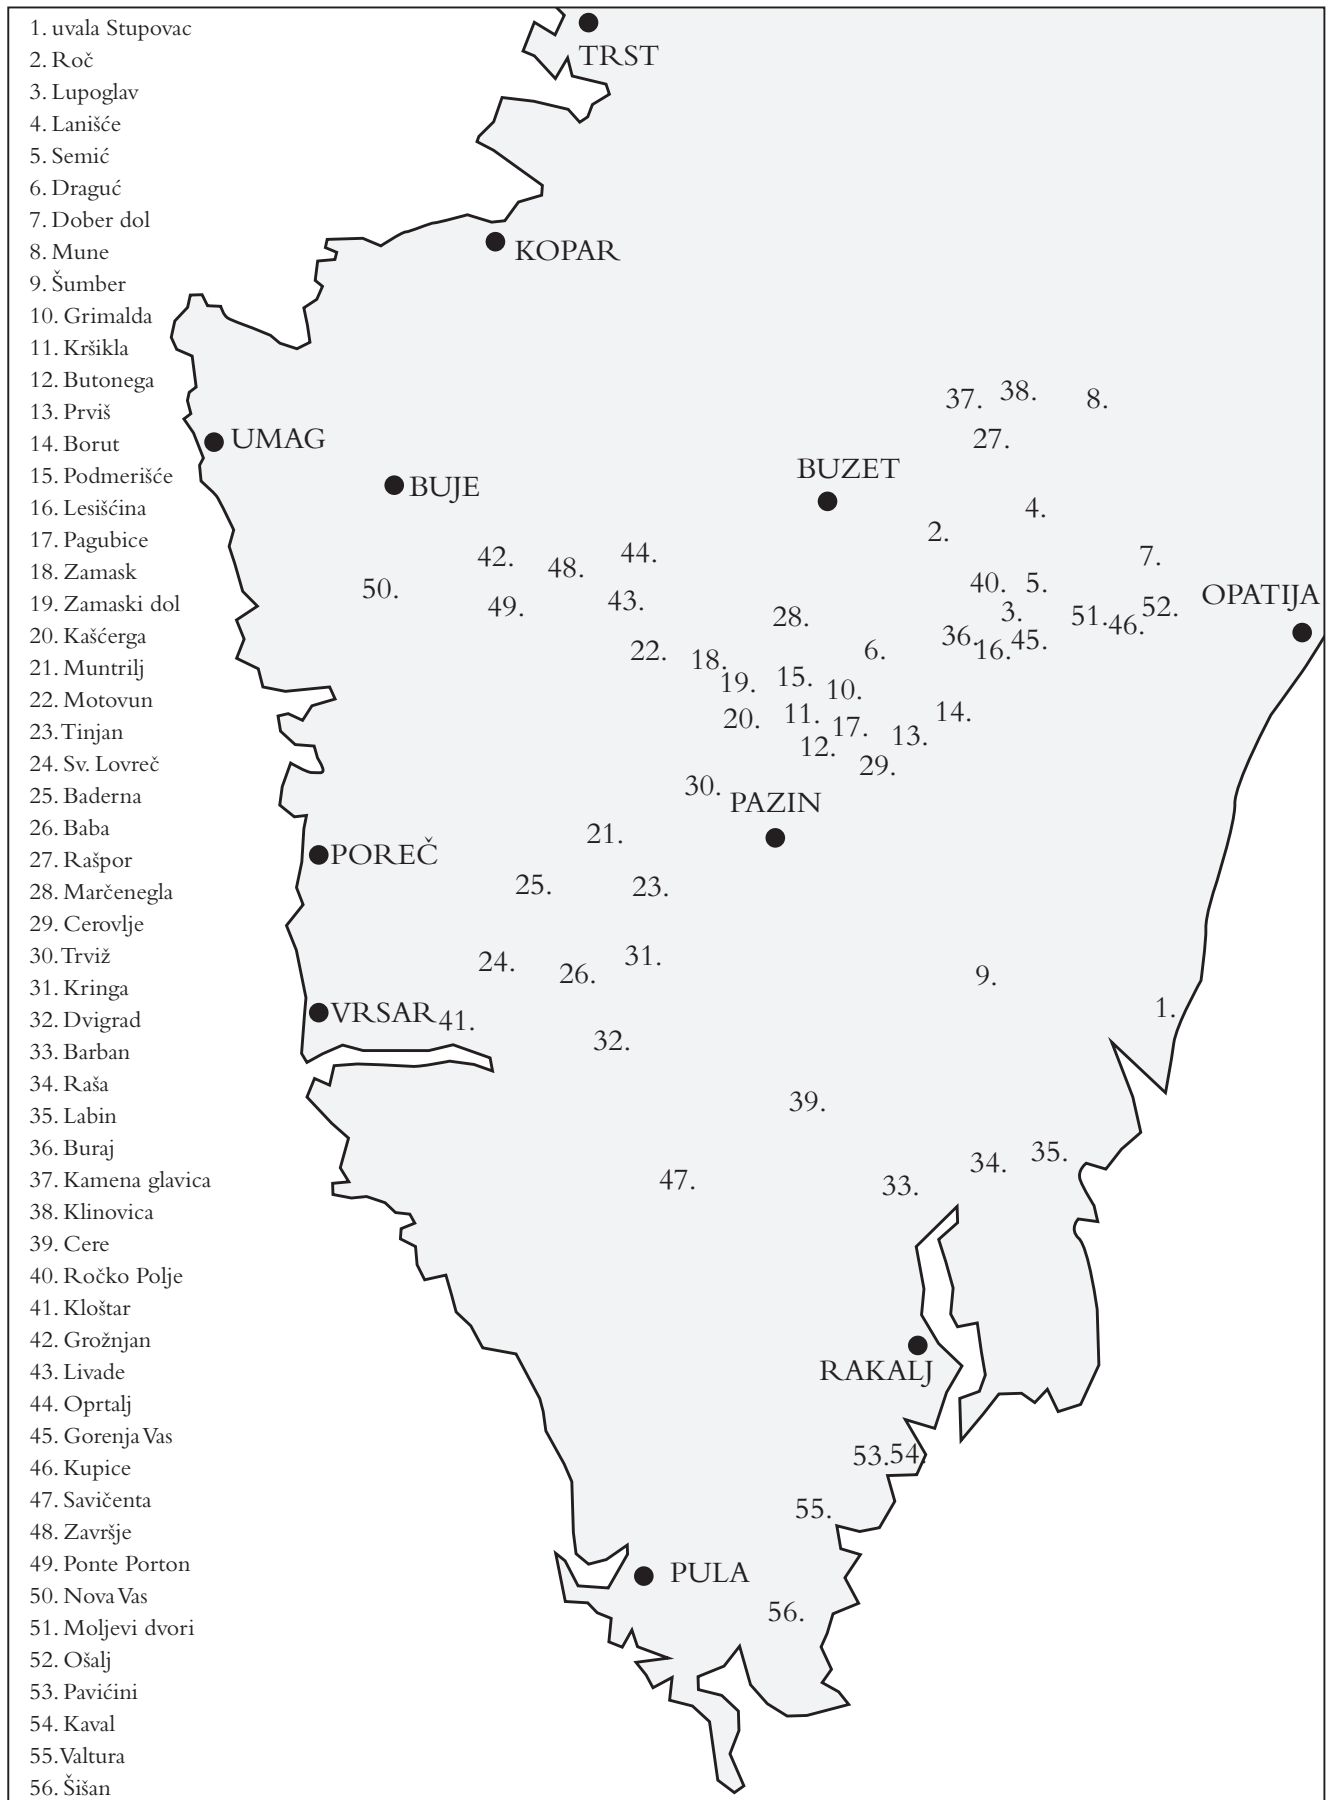 1. uvala Stupovac
2. Roč
3. Lupoglav
4. Lanišće
5. Semić
6. Draguć
7. Dober dol
8. Mune
9. Šumber
10. Grimalda
11. Kršikla
12. Butonega
13. Prviš
14. Borut
15. Podmerišće
16. Lesišćina
17. Pagubice
18. Zamask
19. Zamaski dol
20. Kašćerga
21. Muntrilj
22. Motovun
23. Tinjan
24. Sv. Lovreč
25. Baderna
26. Baba
27. Rašpor
28. Marčenegla
29. Cerovlje
30. Trviž
31. Kringa
32. Dvigrad
33. Barban
34. Raša
35. Labin
36. Buraj
37. Kamena glavica
38. Klinovica
39. Cere
40. Ročko Polje
41. Kloštar
42. Grožnjan
43. Livade
44. Oprtalj
45. Gorenja Vas
46. Kupice
47. Savičenta
48. Završje
49. Ponte Porton
50. Nova Vas
51. Moljevi dvori
52. Ošalj
53. Pavićini
54. Kaval
55. Valtura
56. Šišan
TRST
KOPAR
37. 38. 8.
27.
UMAG
BUZET
BUJE
4.
2.
42. 48. 44. 7.
50. 49. 43. 40. 5. OPATIJA
28. 3. 51. 46. 52.
22. 18. 6. 36. 16. 45.
19. 15. 10.
20. 11. 17. 14.
12. 13.
29.
30. PAZIN
21.
POREČ
25. 23.
24. 26. 31. 9.
VRSAR 41. 1.
32.
39.
34. 35.
47. 33.
RAKALJ
53. 54.
55.
PULA
56.